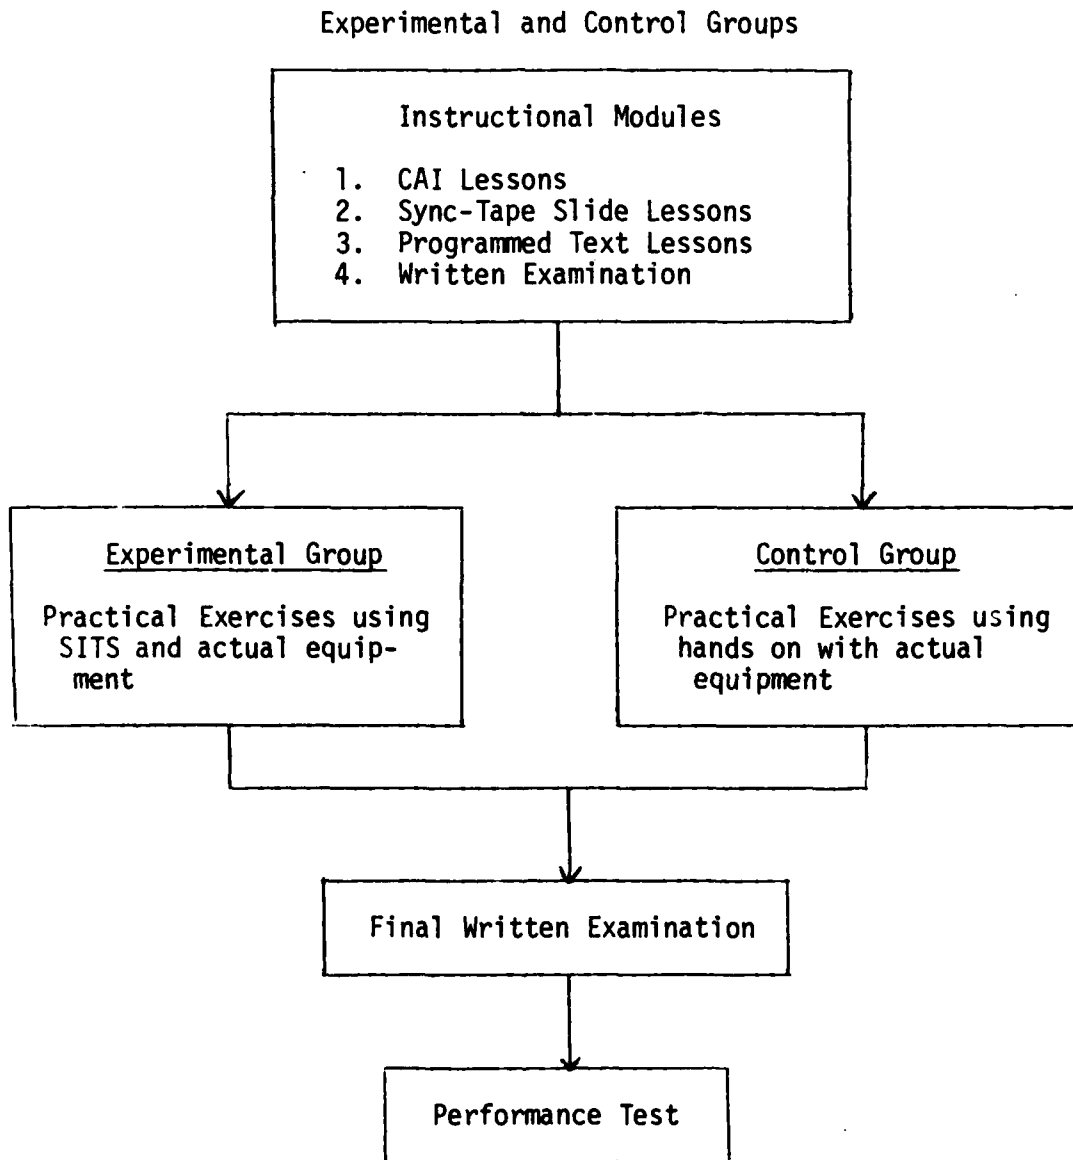 Experimental and Control Groups
Instructional Modules
1. CAI Lessons
2. Sync-Tape Slide Lessons
3. Programmed Text Lessons
4. Written Examination
Experimental Group
Practical Exercises using
SITS and actual equip-
ment
Control Group
Practical Exercises using
hands on with actual
equipment
Final Written Examination
Performance Test